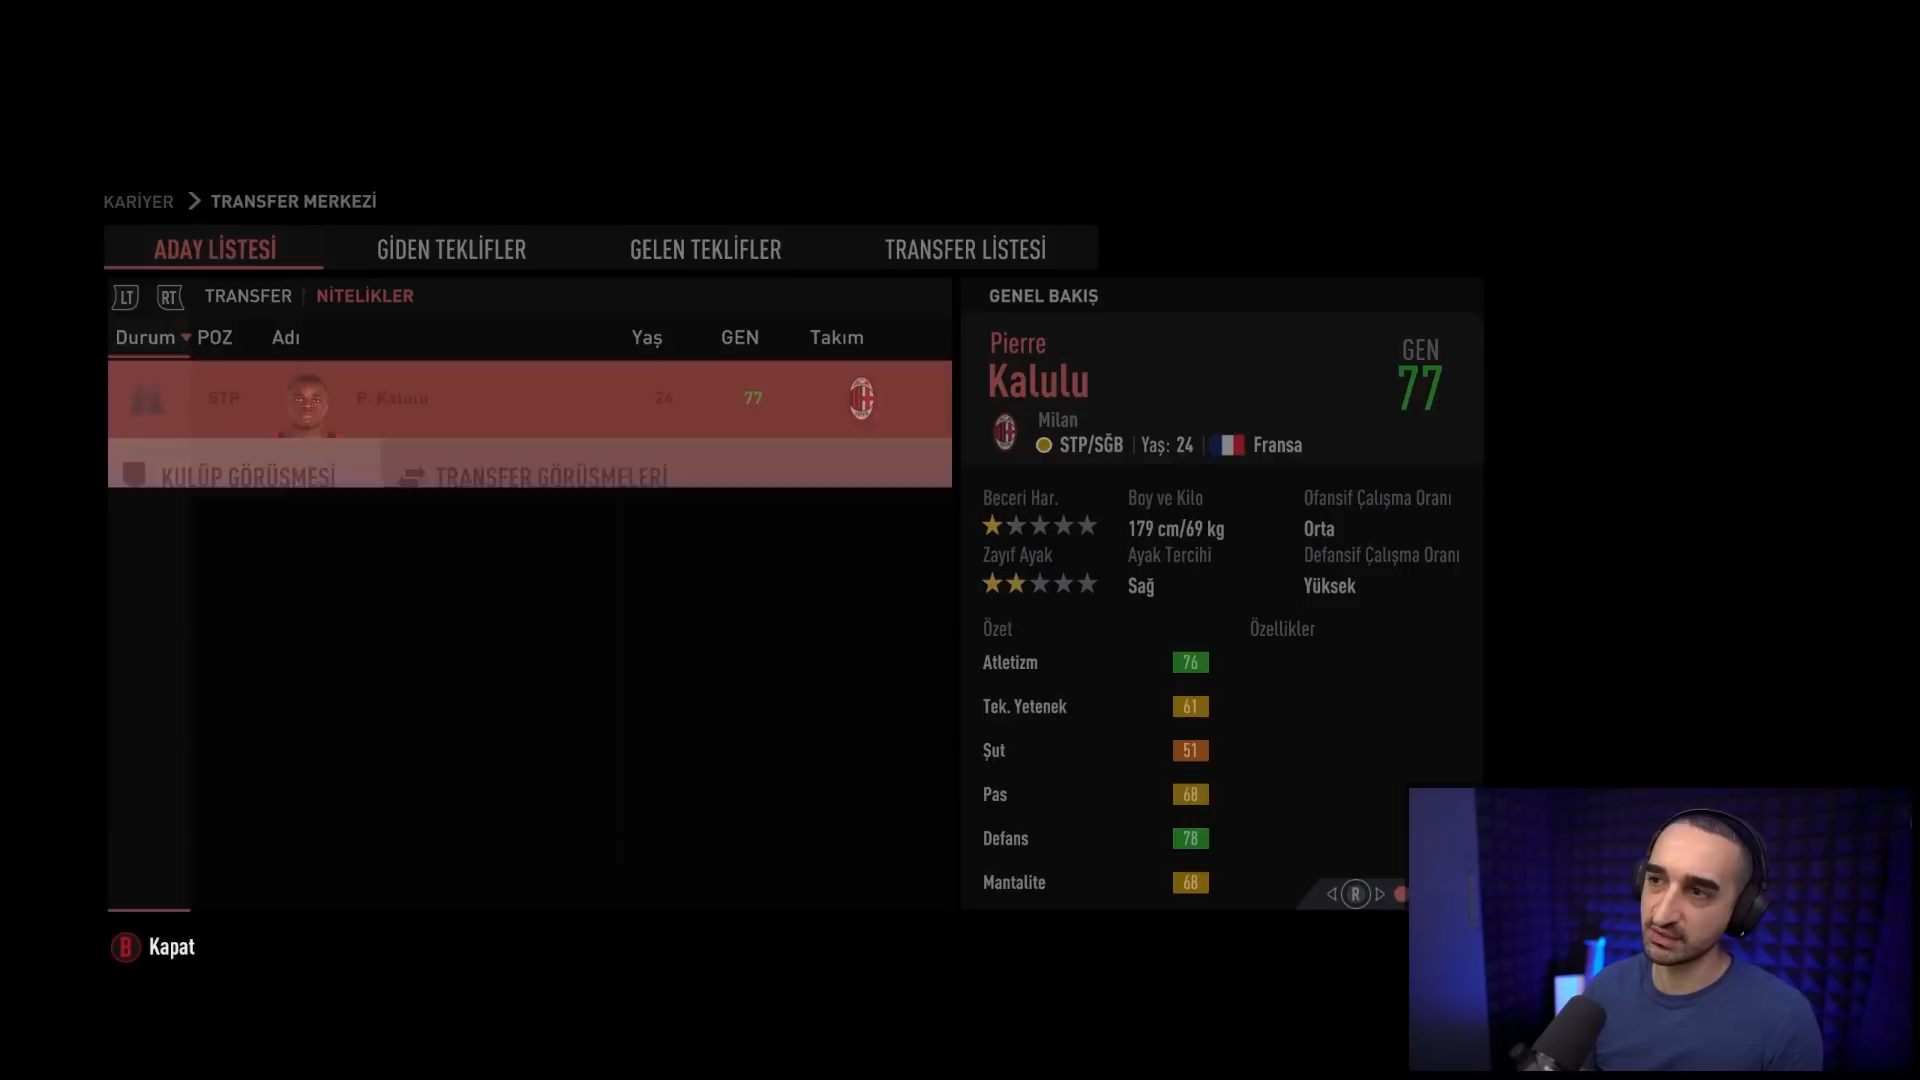 KARİYER TRANSFER MERKEZİ
ADAY LİSTESİ GİDEN TEKLİFLER GELEN TEKLİFLER TRANSFER LİSTESİ
LT RT TRANSFER NİTELİKLER
Durum POZ Adı Yaş GEN Takım
STP P. Kalulu 24 77
KULÜP GÖRÜŞMESİ TRANSFER GÖRÜŞMELERİ
GENEL BAKIŞ
Pierre
Kalulu
GEN
77
Milan
STP/SĞB Yaş: 24 Fransa
Beceri Har. Boy ve Kilo Ofansif Çalışma Oranı
179 cm/69 kg Orta
Zayıf Ayak Ayak Tercihi Defansif Çalışma Oranı
Sağ Yüksek
Özet Özellikler
Atletizm 76
Tek. Yetenek 61
Şut 51
Pas 68
Defans 78
Mantalite 68
R
B Kapat